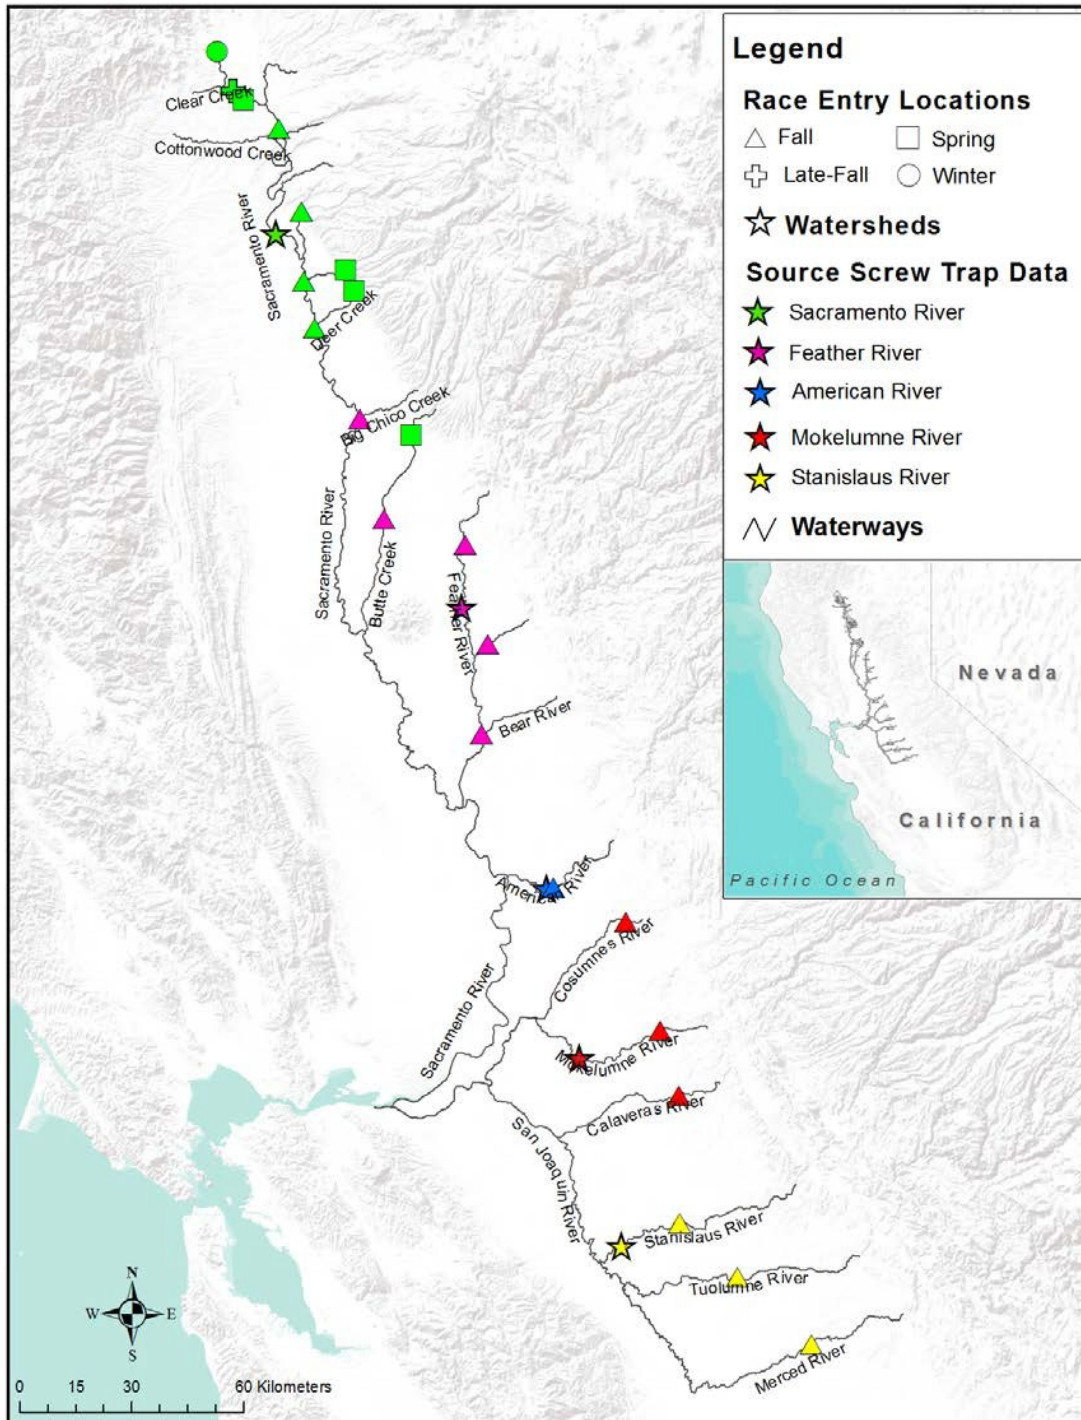 Legend
Race Entry Locations
Fall
Spring
Late-Fall
Winter
Watersheds
Source Screw Trap Data
Sacramento River
Feather River
American River
Mokelumne River
Stanislaus River
Waterways
Clear Creek
Cottonwood Creek
Sacramento River
Deer Creek
Big Chico Creek
Sacramento River
Butte Creek
Feather River
Bear River
American River
Cosumnes River
Sacramento River
Mokelumne River
Calaveras River
San Joaquin River
Stanislaus River
Tuolumne River
Merced River
Nevada
California
Pacific Ocean
N
W
E
S
0 15 30 60 Kilometers